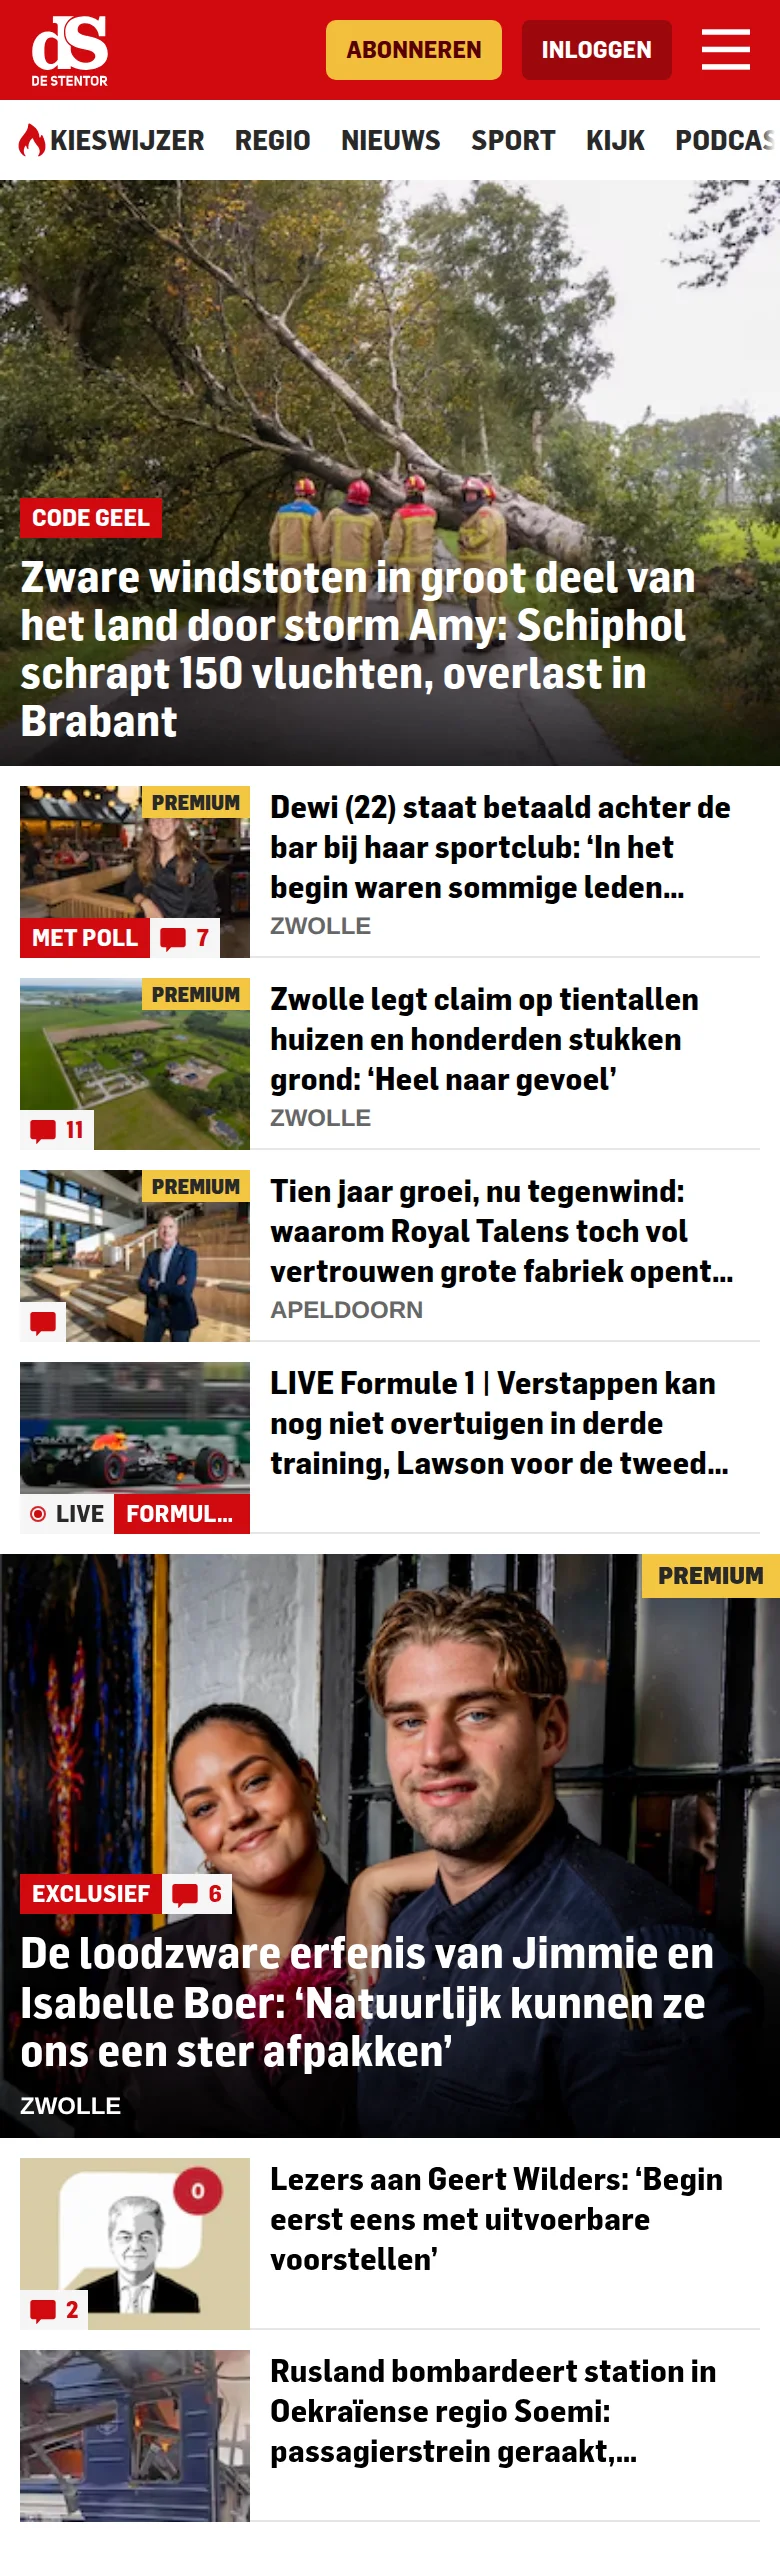 dS
DE STENTOR
ABONNEREN
INLOGGEN
KIESWIJZER REGIO NIEUWS SPORT KIJK PODCAS
CODE GEEL
Zware windstoten in groot deel van
het land door storm Amy: Schiphol
schrapt 150 vluchten, overlast in
Brabant
PREMIUM
MET POLL 7
Dewi (22) staat betaald achter de
bar bij haar sportclub: ‘In het
begin waren sommige leden...
ZWOLLE
PREMIUM
11
Zwolle legt claim op tientallen
huizen en honderden stukken
grond: ‘Heel naar gevoel’
ZWOLLE
PREMIUM
Tien jaar groei, nu tegenwind:
waarom Royal Talens toch vol
vertrouwen grote fabriek opent...
APELDOORN
LIVE FORMUL...
LIVE Formule 1 | Verstappen kan
nog niet overtuigen in derde
training, Lawson voor de tweed...
PREMIUM
EXCLUSIEF 6
De loodzware erfenis van Jimmie en
Isabelle Boer: ‘Natuurlijk kunnen ze
ons een ster afpakken’
ZWOLLE
0
2
Lezers aan Geert Wilders: ‘Begin
eerst eens met uitvoerbare
voorstellen’
Rusland bombardeert station in
Oekraïense regio Soemi:
passagierstrein geraakt,...